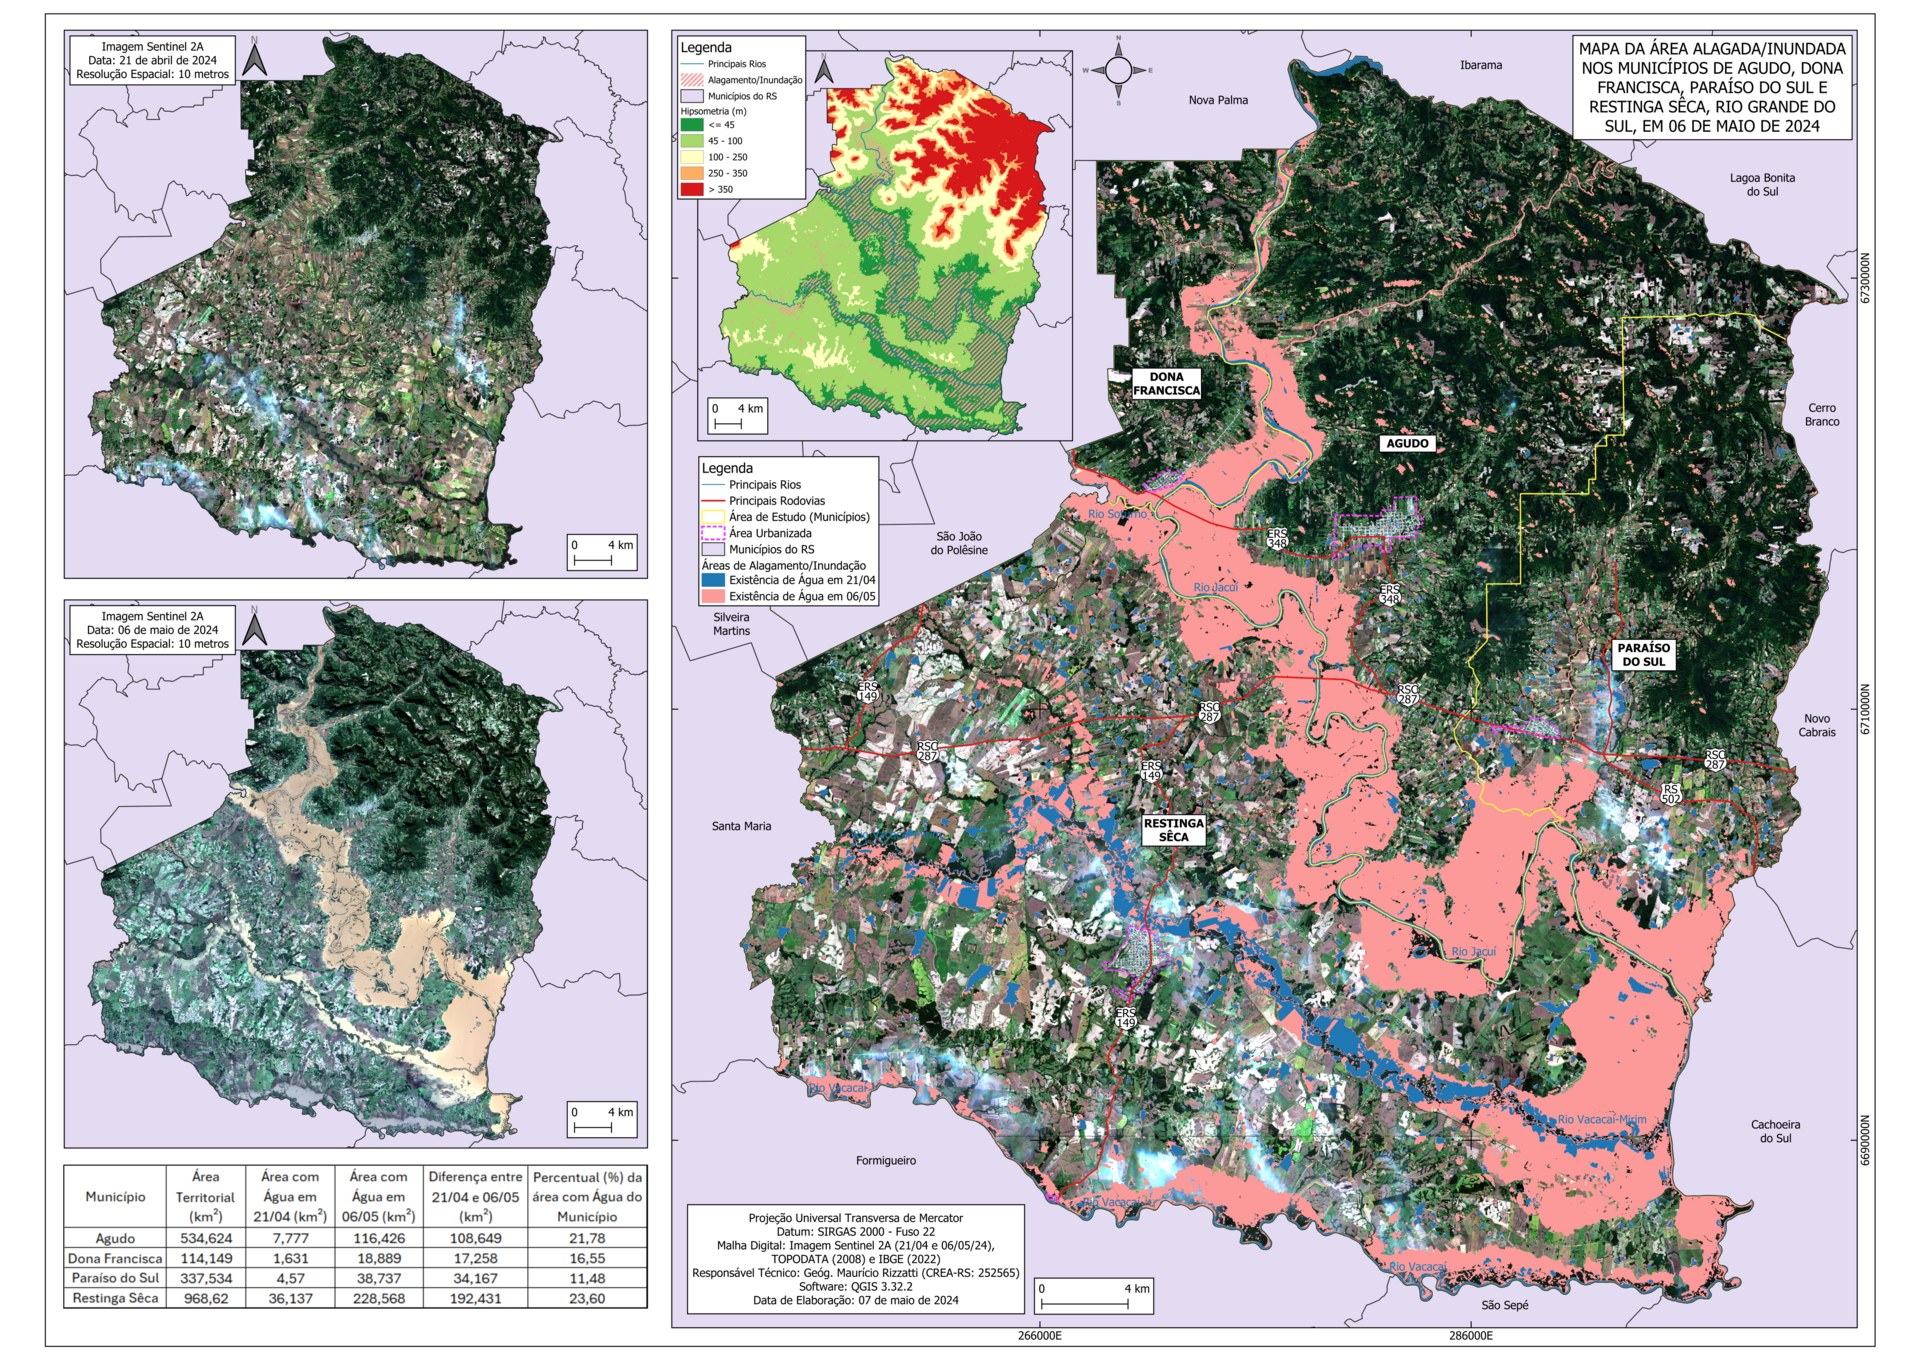 Imagem Sentinel 2A
Data: 21 de abril de 2024
Resolução Espacial: 10 metros
N
0 4 km
Imagem Sentinel 2A
Data: 06 de maio de 2024
Resolução Espacial: 10 metros
N
0 4 km
Município | Área Territorial (km²) | Área com Água em 21/04 (km²) | Área com Água em 06/05 (km²) | Diferença entre 21/04 e 06/05 (km²) | Percentual (%) da área com Água do Município
Agudo | 534,624 | 7,777 | 116,426 | 108,649 | 21,78
Dona Francisca | 114,149 | 1,631 | 18,889 | 17,258 | 16,55
Paraíso do Sul | 337,534 | 4,57 | 38,737 | 34,167 | 11,48
Restinga Sêca | 968,62 | 36,137 | 228,568 | 192,431 | 23,60
Legenda
Principais Rios
Alagamento/Inundação
Municípios do RS
Hipsometria (m)
<= 45
45 - 100
100 - 250
250 - 350
> 350
N
0 4 km
N
W E
S
MAPA DA ÁREA ALAGADA/INUNDADA
NOS MUNICÍPIOS DE AGUDO, DONA
FRANCISCA, PARAÍSO DO SUL E
RESTINGA SÊCA, RIO GRANDE DO
SUL, EM 06 DE MAIO DE 2024
Legenda
Principais Rios
Principais Rodovias
Área de Estudo (Municípios)
Área Urbanizada
Municípios do RS
Áreas de Alagamento/Inundação
Existência de Água em 21/04
Existência de Água em 06/05
Ibarama
Nova Palma
Lagoa Bonita
do Sul
6730000N
DONA
FRANCISCA
Cerro
Branco
AGUDO
Rio Soturno
São João
do Polêsine
ERS
348
Rio Jacuí
ERS
348
Silveira
Martins
PARAÍSO
DO SUL
ERS
149
RSC
287
RSC
287
RSC
287
Novo
Cabrais
6710000N
RSC
287
ERS
149
RS
502
Santa Maria
RESTINGA
SÊCA
Rio Jacuí
ERS
149
Rio Vacacaí
Rio Vacacaí-Mirim
Cachoeira
do Sul
6690000N
Formigueiro
Rio Vacacaí
Rio Vacacaí
São Sepé
Projeção Universal Transversa de Mercator
Datum: SIRGAS 2000 - Fuso 22
Malha Digital: Imagem Sentinel 2A (21/04 e 06/05/24),
TOPODATA (2008) e IBGE (2022)
Responsável Técnico: Geóg. Maurício Rizzatti (CREA-RS: 252565)
Software: QGIS 3.32.2
Data de Elaboração: 07 de maio de 2024
0 4 km
266000E
286000E